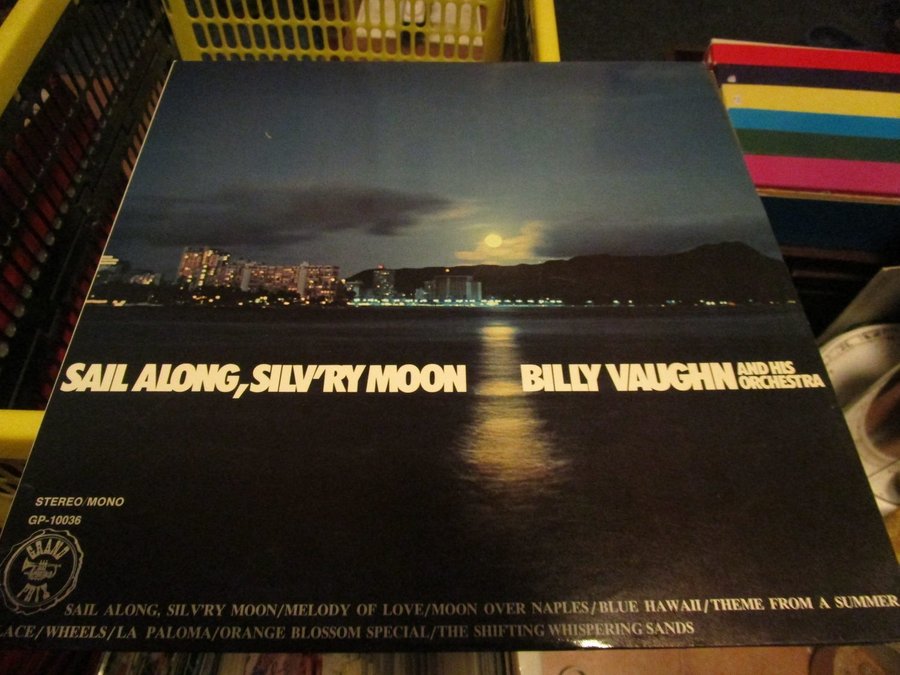 SAIL ALONG, SILV'RY MOON BILLY VAUGHN AND HIS ORCHESTRA
STEREO/MONO
GP-10036
GRAND PRIX
SAIL ALONG, SILV'RY MOON/MELODY OF LOVE/MOON OVER NAPLES/BLUE HAWAII/THEME FROM A SUMMER
LACE/WHEELS/LA PALOMA/ORANGE BLOSSOM SPECIAL/THE SHIFTING WHISPERING SANDS